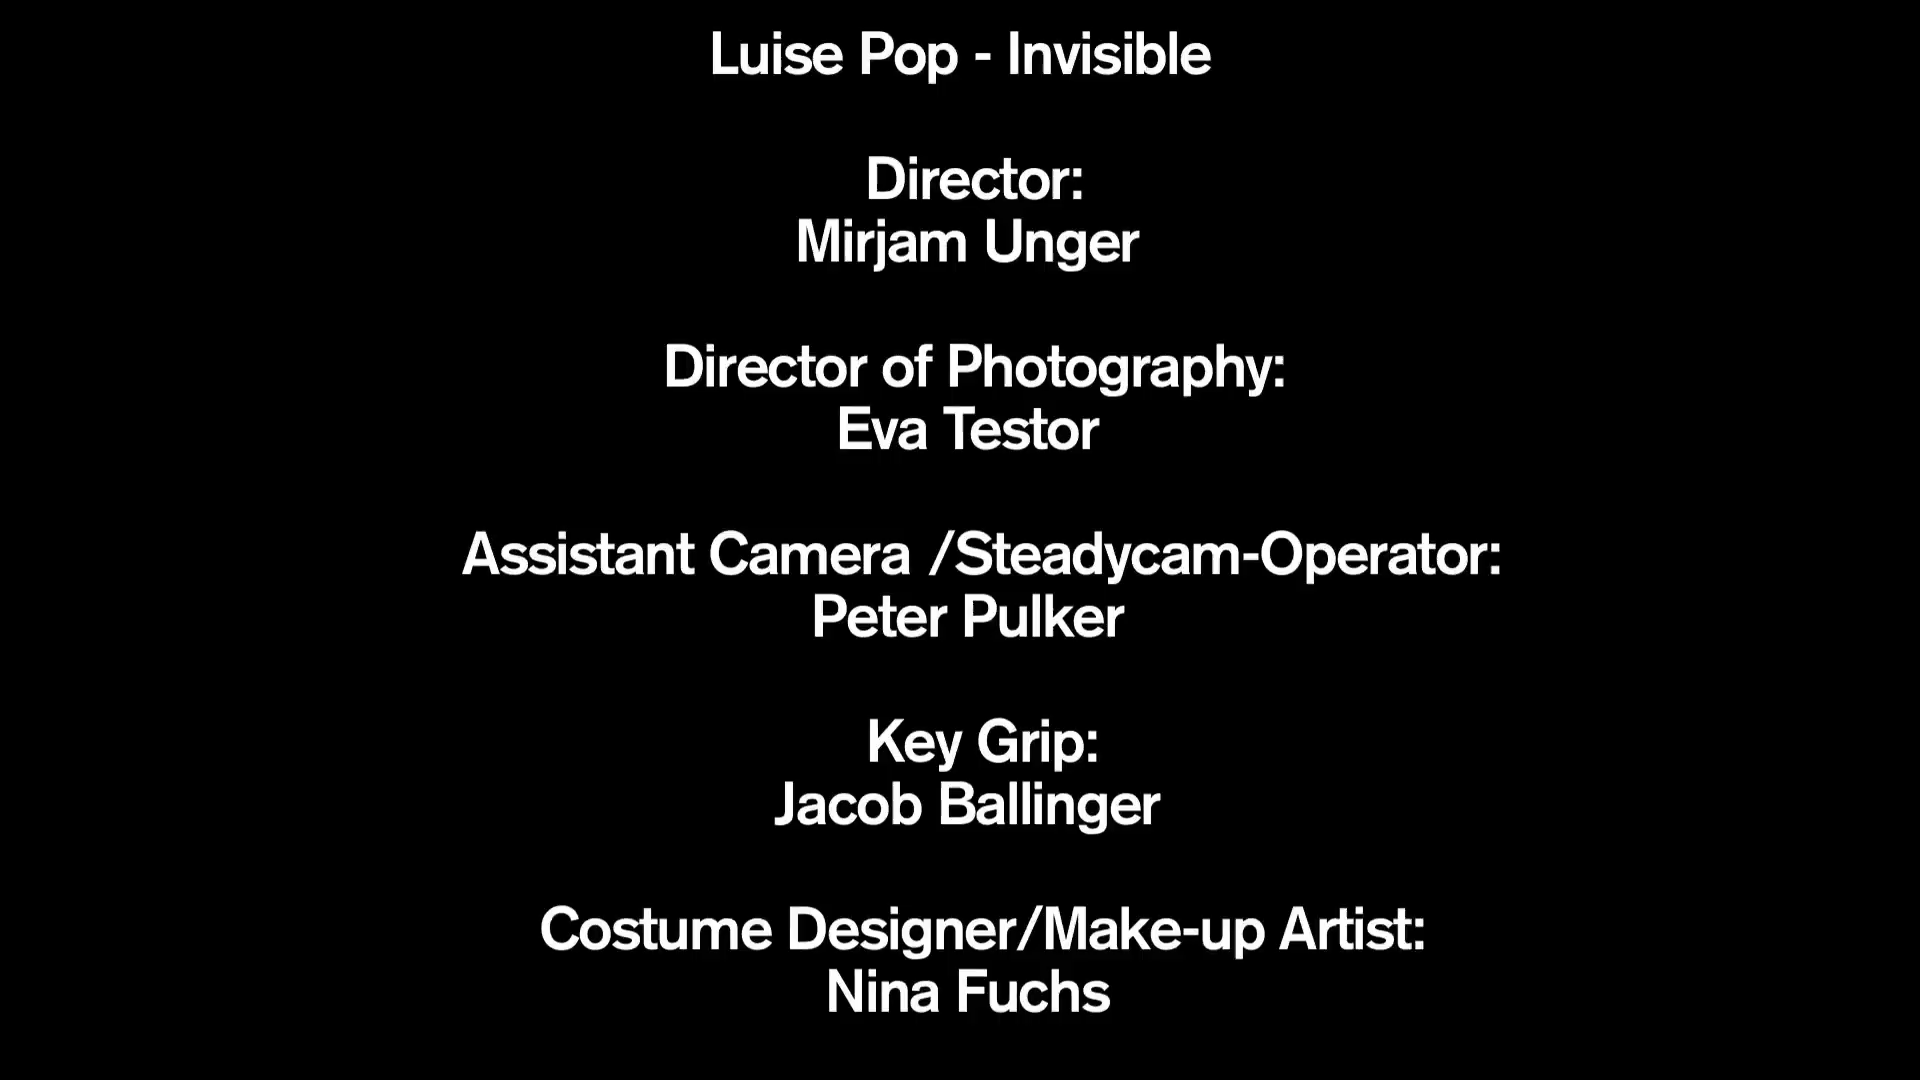 Luise Pop - Invisible
Director:
Mirjam Unger
Director of Photography:
Eva Testor
Assistant Camera /Steadycam-Operator:
Peter Pulker
Key Grip:
Jacob Ballinger
Costume Designer/Make-up Artist:
Nina Fuchs